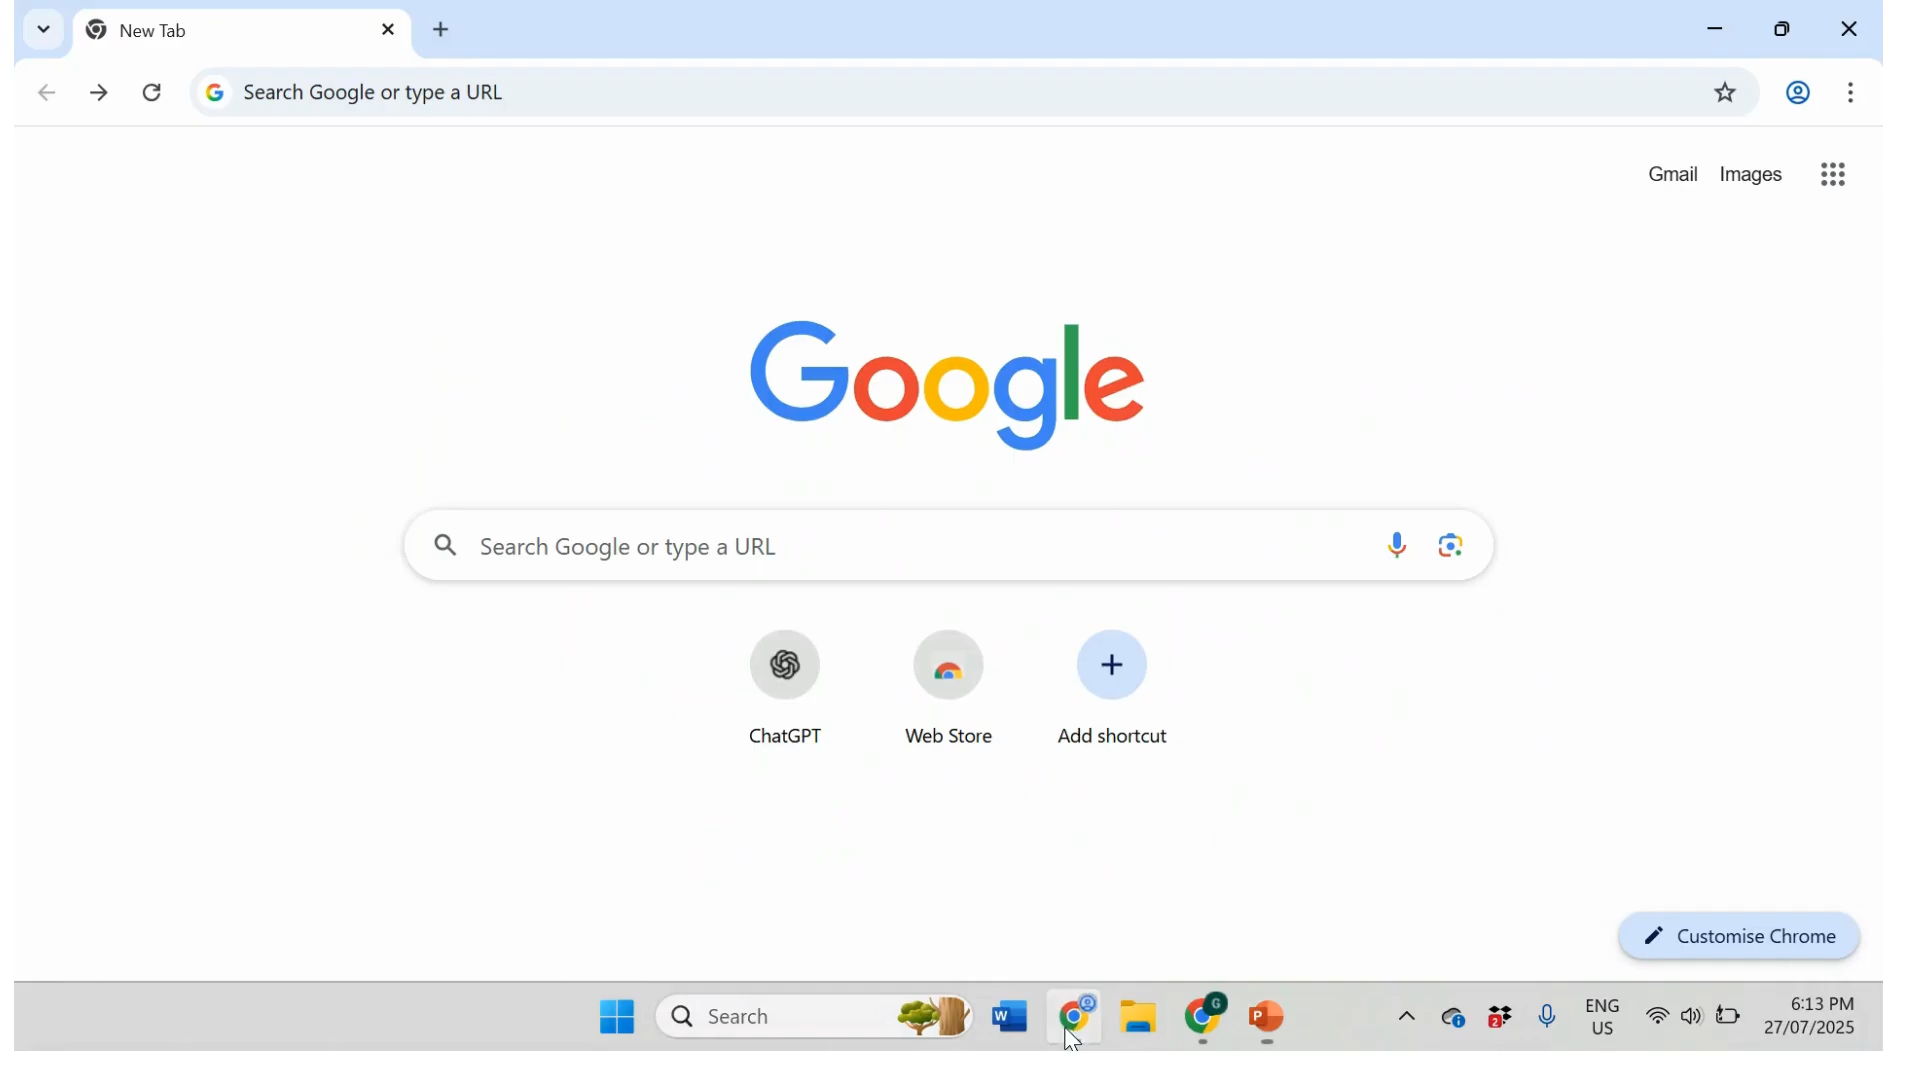 New Tab
Search Google or type a URL
Gmail Images
Google
Search Google or type a URL
ChatGPT Web Store Add shortcut
Customise Chrome
Search
W
G
P
2
ENG
US
6:13 PM
27/07/2025